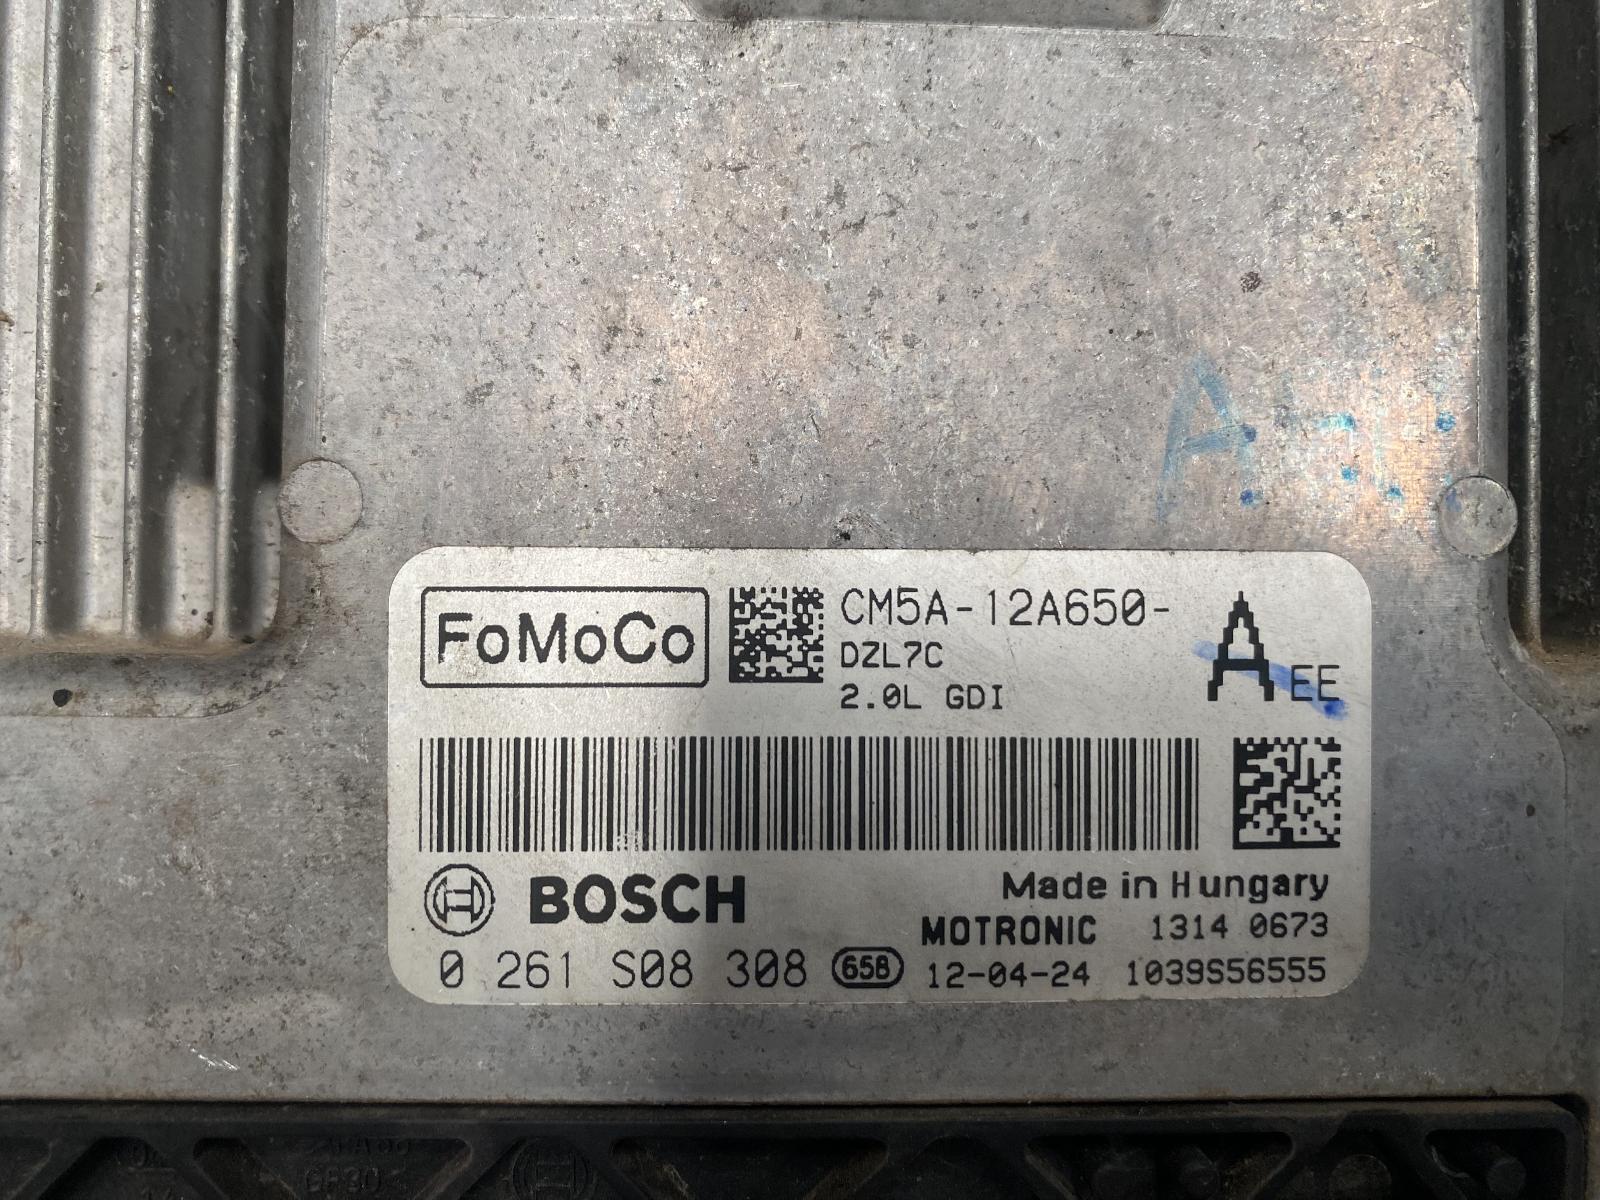 FoMoCo
CM5A-12A650-
DZL7C
2.0L GDI
AEE
BOSCH
Made in Hungary
MOTRONIC 1314 0673
0 261 S08 308 658 12-04-24 1039S56555